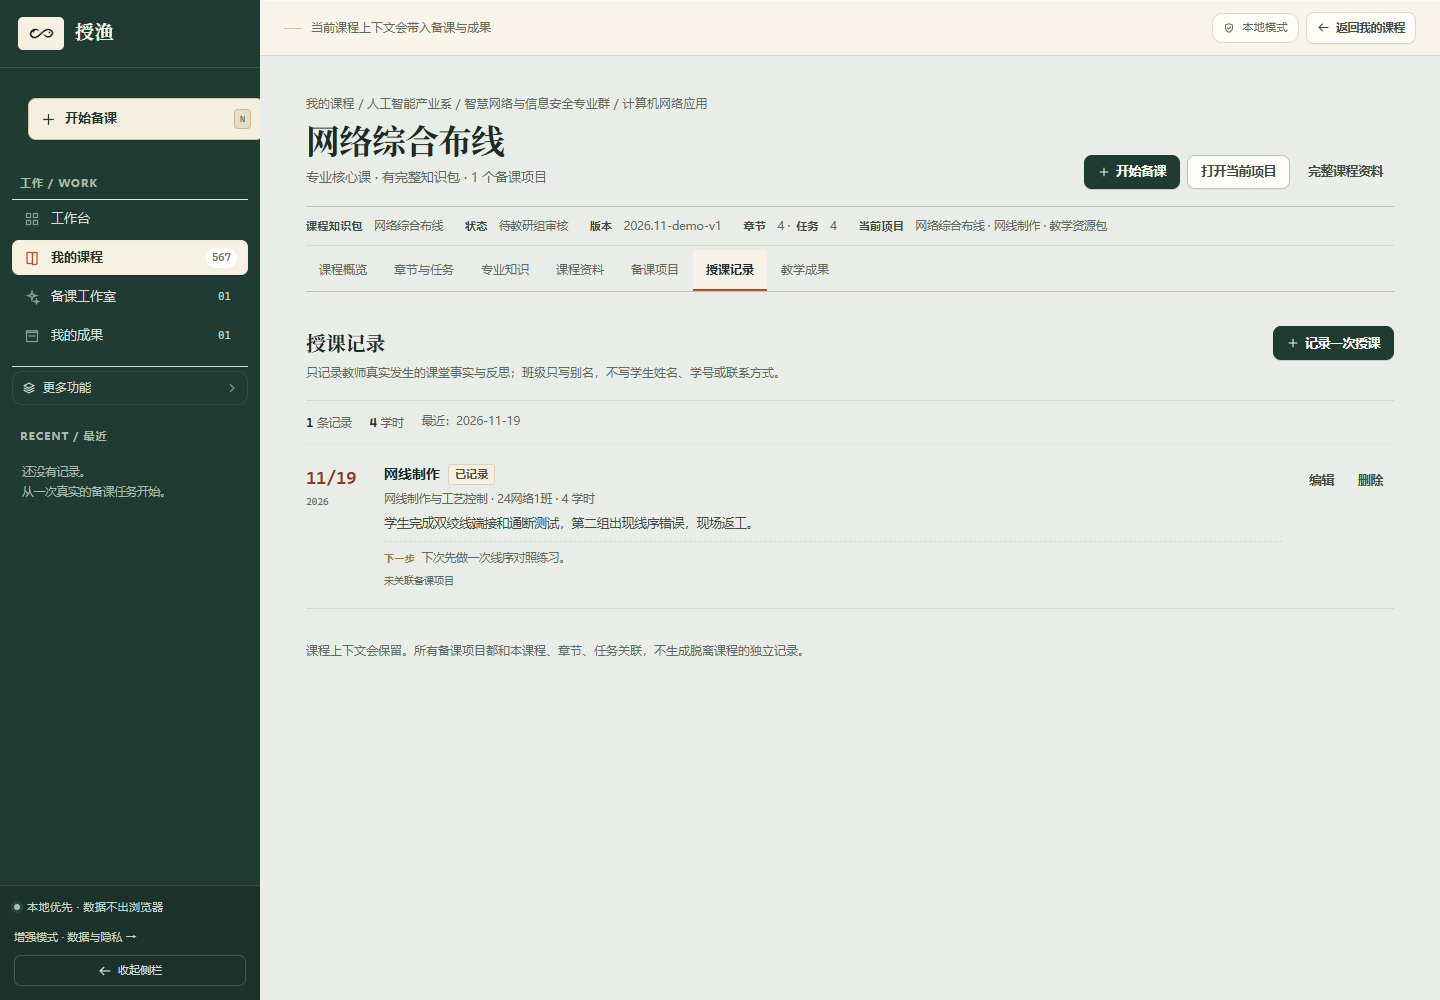 授渔
开始备课 N
工作 / WORK
工作台
我的课程 567
备课工作室 01
我的成果 01
更多功能
RECENT / 最近
还没有记录。
从一次真实的备课任务开始。
本地优先 · 数据不出浏览器
增强模式 · 数据与隐私 →
收起侧栏
当前课程上下文会带入备课与成果
本地模式
返回我的课程
我的课程 / 人工智能产业系 / 智慧网络与信息安全专业群 / 计算机网络应用
网络综合布线
专业核心课 · 有完整知识包 · 1 个备课项目
开始备课
打开当前项目
完整课程资料
课程知识包 网络综合布线 状态 待教研组审核 版本 2026.11-demo-v1 章节 4 · 任务 4 当前项目 网络综合布线 · 网线制作 · 教学资源包
课程概览 章节与任务 专业知识 课程资料 备课项目 授课记录 教学成果
授课记录
只记录教师真实发生的课堂事实与反思；班级只写别名，不写学生姓名、学号或联系方式。
记录一次授课
1 条记录 4 学时 最近：2026-11-19
11/19
2026
网线制作 已记录
网线制作与工艺控制 · 24网络1班 · 4 学时
学生完成双绞线端接和通断测试，第二组出现线序错误，现场返工。
下一步 下次先做一次线序对照练习。
未关联备课项目
编辑 删除
课程上下文会保留。所有备课项目都和本课程、章节、任务关联，不生成脱离课程的独立记录。